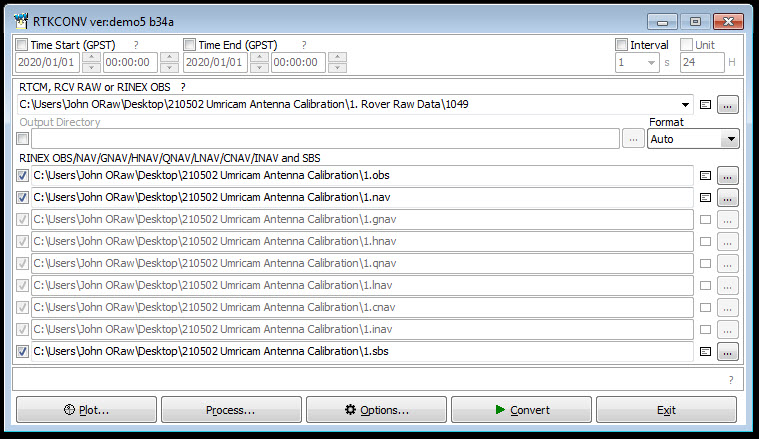 RTKCONV ver:demo5 b34a
Time Start (GPST) ? Time End (GPST) ? Interval Unit
2020/01/01 00:00:00 2020/01/01 00:00:00 1 s 24 H
RTCM, RCV RAW or RINEX OBS ?
C:\Users\John ORaw\Desktop\210502 Umricam Antenna Calibration\1. Rover Raw Data\1049 ...
Output Directory Format
... Auto
RINEX OBS/NAV/GNAV/HNAV/QNAV/LNAV/CNAV/INAV and SBS
C:\Users\John ORaw\Desktop\210502 Umricam Antenna Calibration\1.obs ...
C:\Users\John ORaw\Desktop\210502 Umricam Antenna Calibration\1.nav ...
C:\Users\John ORaw\Desktop\210502 Umricam Antenna Calibration\1.gnav ...
C:\Users\John ORaw\Desktop\210502 Umricam Antenna Calibration\1.hnav ...
C:\Users\John ORaw\Desktop\210502 Umricam Antenna Calibration\1.qnav ...
C:\Users\John ORaw\Desktop\210502 Umricam Antenna Calibration\1.lnav ...
C:\Users\John ORaw\Desktop\210502 Umricam Antenna Calibration\1.cnav ...
C:\Users\John ORaw\Desktop\210502 Umricam Antenna Calibration\1.inav ...
C:\Users\John ORaw\Desktop\210502 Umricam Antenna Calibration\1.sbs ...
?
Plot... Process... Options... Convert Exit